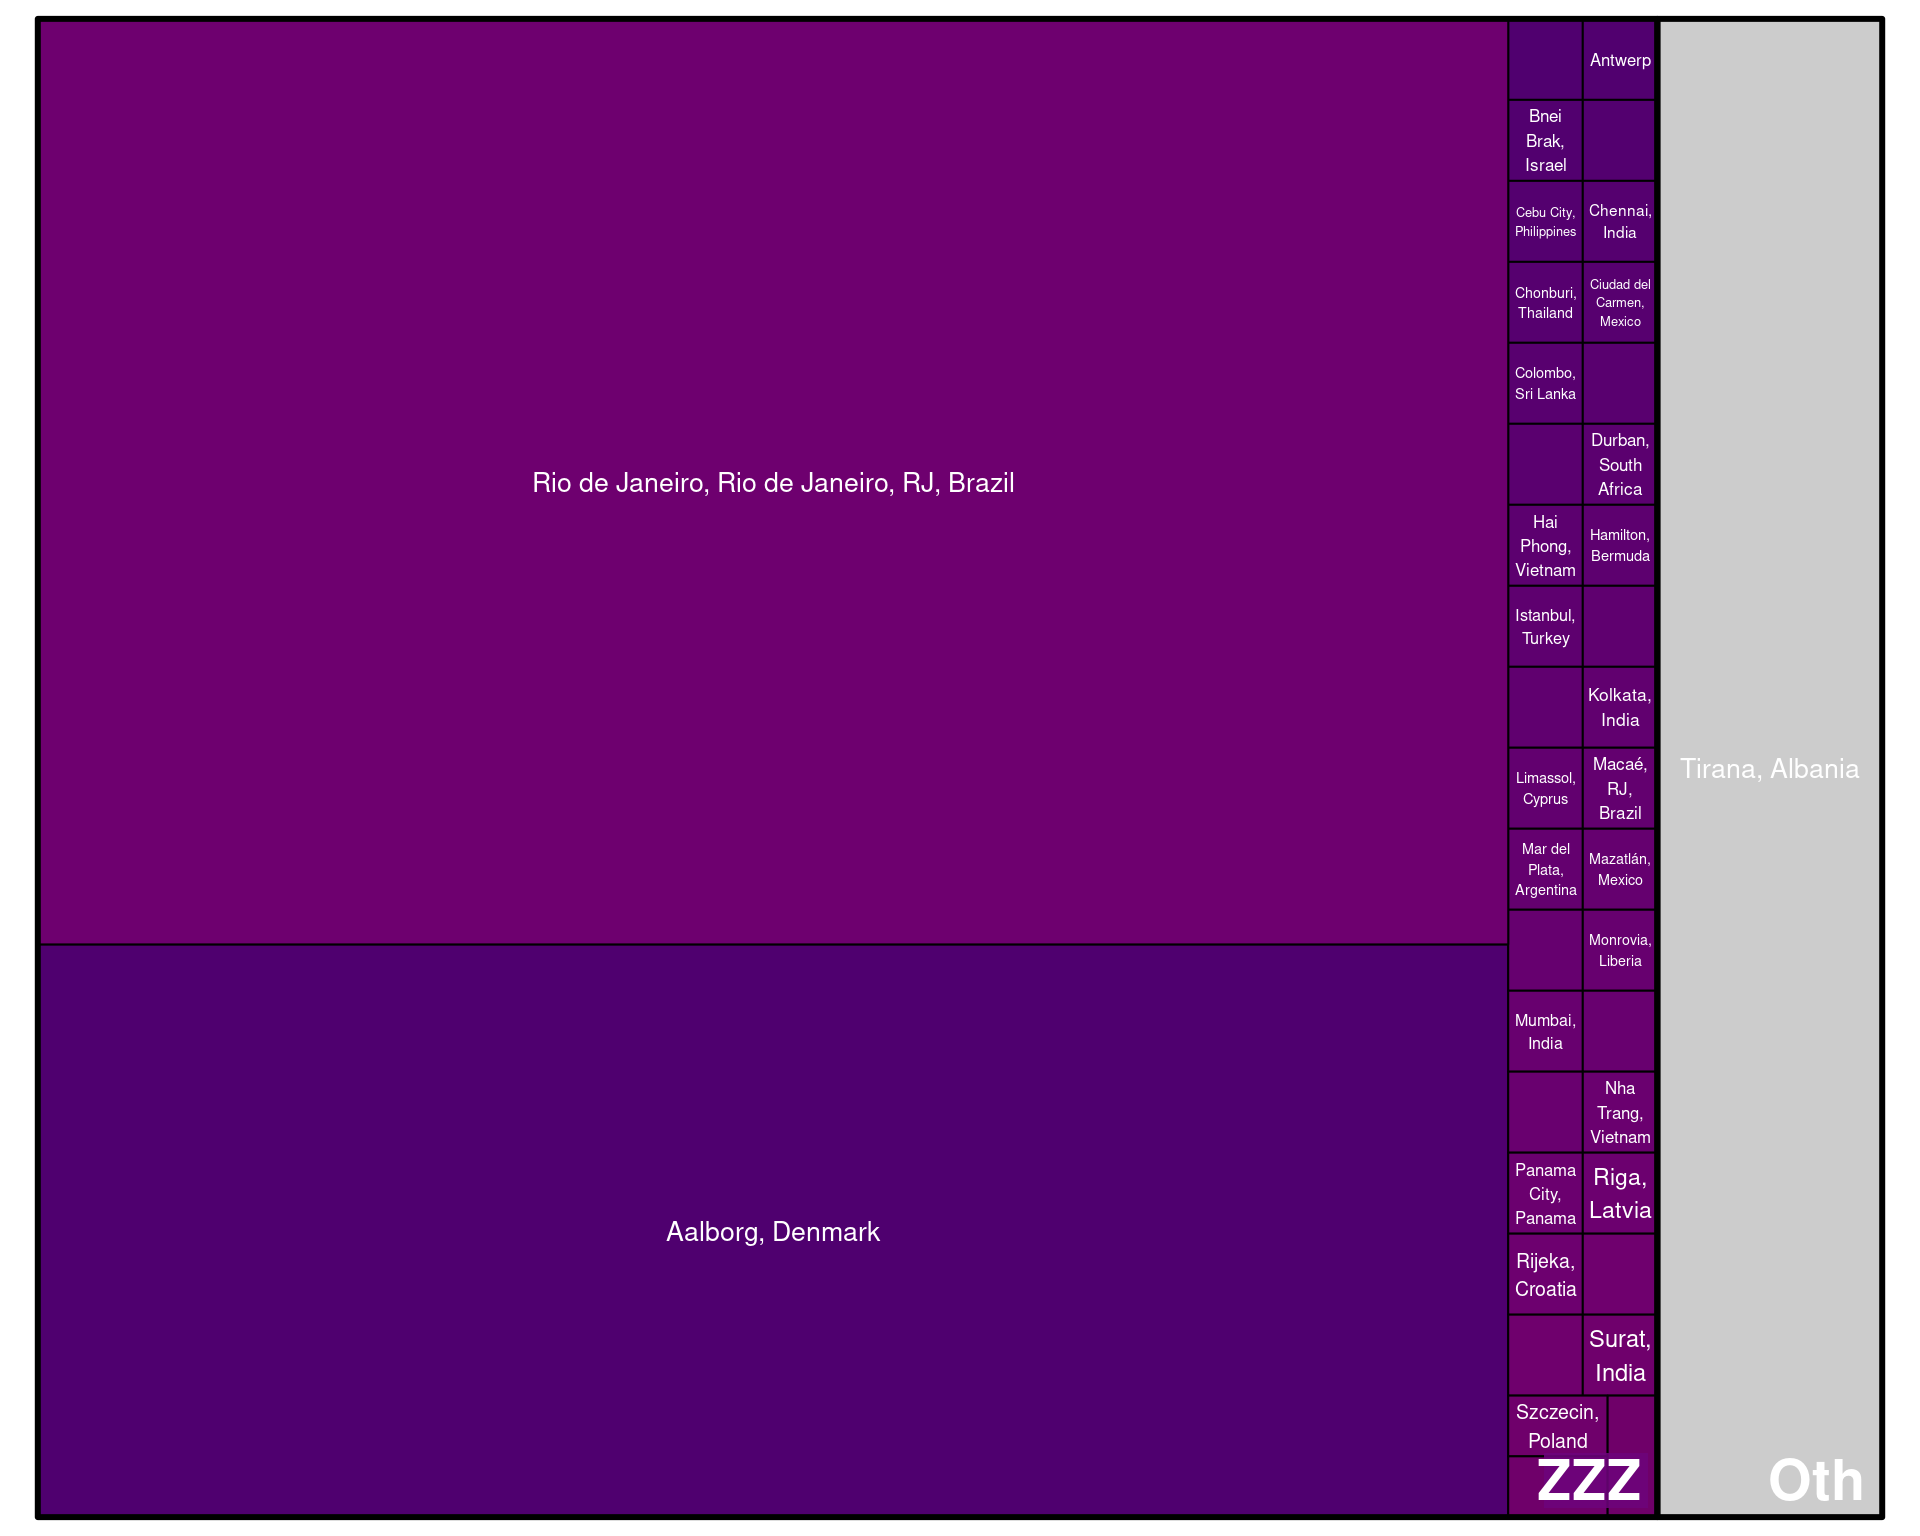 Rio de Janeiro, Rio de Janeiro, RJ, Brazil
Aalborg, Denmark
Antwerp
Bnei
Brak,
Israel
Cebu City,
Philippines
Chennai,
India
Chonburi,
Thailand
Ciudad del
Carmen,
Mexico
Colombo,
Sri Lanka
Durban,
South
Africa
Hai
Phong,
Vietnam
Hamilton,
Bermuda
Istanbul,
Turkey
Kolkata,
India
Limassol,
Cyprus
Macaé,
RJ,
Brazil
Mar del
Plata,
Argentina
Mazatlán,
Mexico
Monrovia,
Liberia
Mumbai,
India
Nha
Trang,
Vietnam
Panama
City,
Panama
Riga,
Latvia
Rijeka,
Croatia
Surat,
India
Szczecin,
Poland
ZZZ
Tirana, Albania
Oth